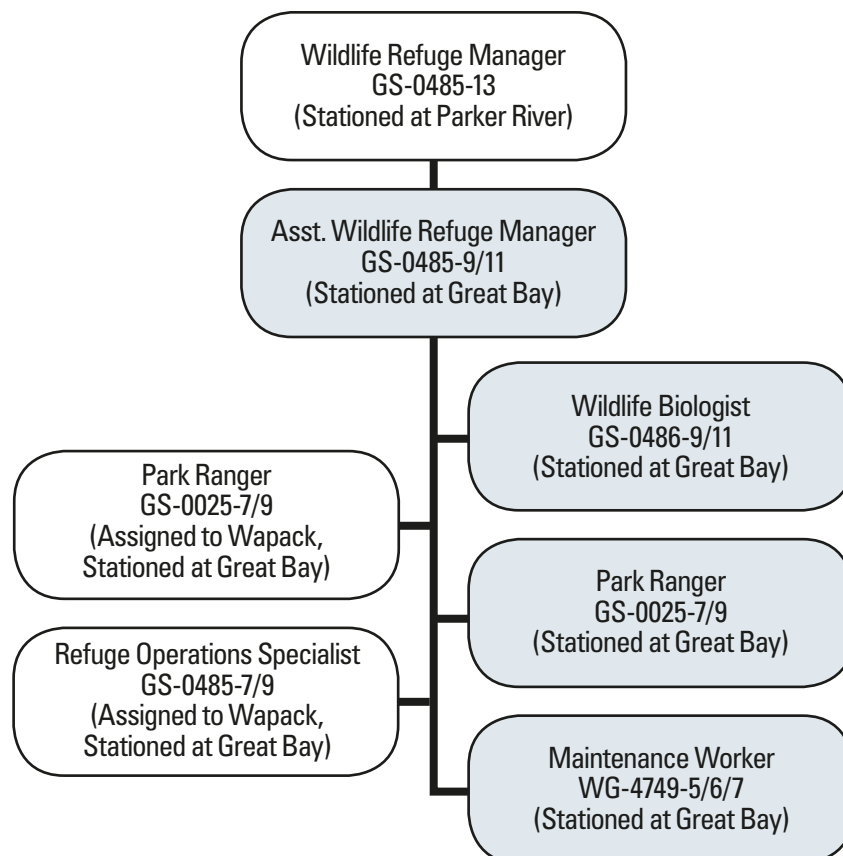 Wildlife Refuge Manager
GS-0485-13
(Stationed at Parker River)
Asst. Wildlife Refuge Manager
GS-0485-9/11
(Stationed at Great Bay)
Wildlife Biologist
GS-0486-9/11
(Stationed at Great Bay)
Park Ranger
GS-0025-7/9
(Assigned to Wapack,
Stationed at Great Bay)
Park Ranger
GS-0025-7/9
(Stationed at Great Bay)
Refuge Operations Specialist
GS-0485-7/9
(Assigned to Wapack,
Stationed at Great Bay)
Maintenance Worker
WG-4749-5/6/7
(Stationed at Great Bay)